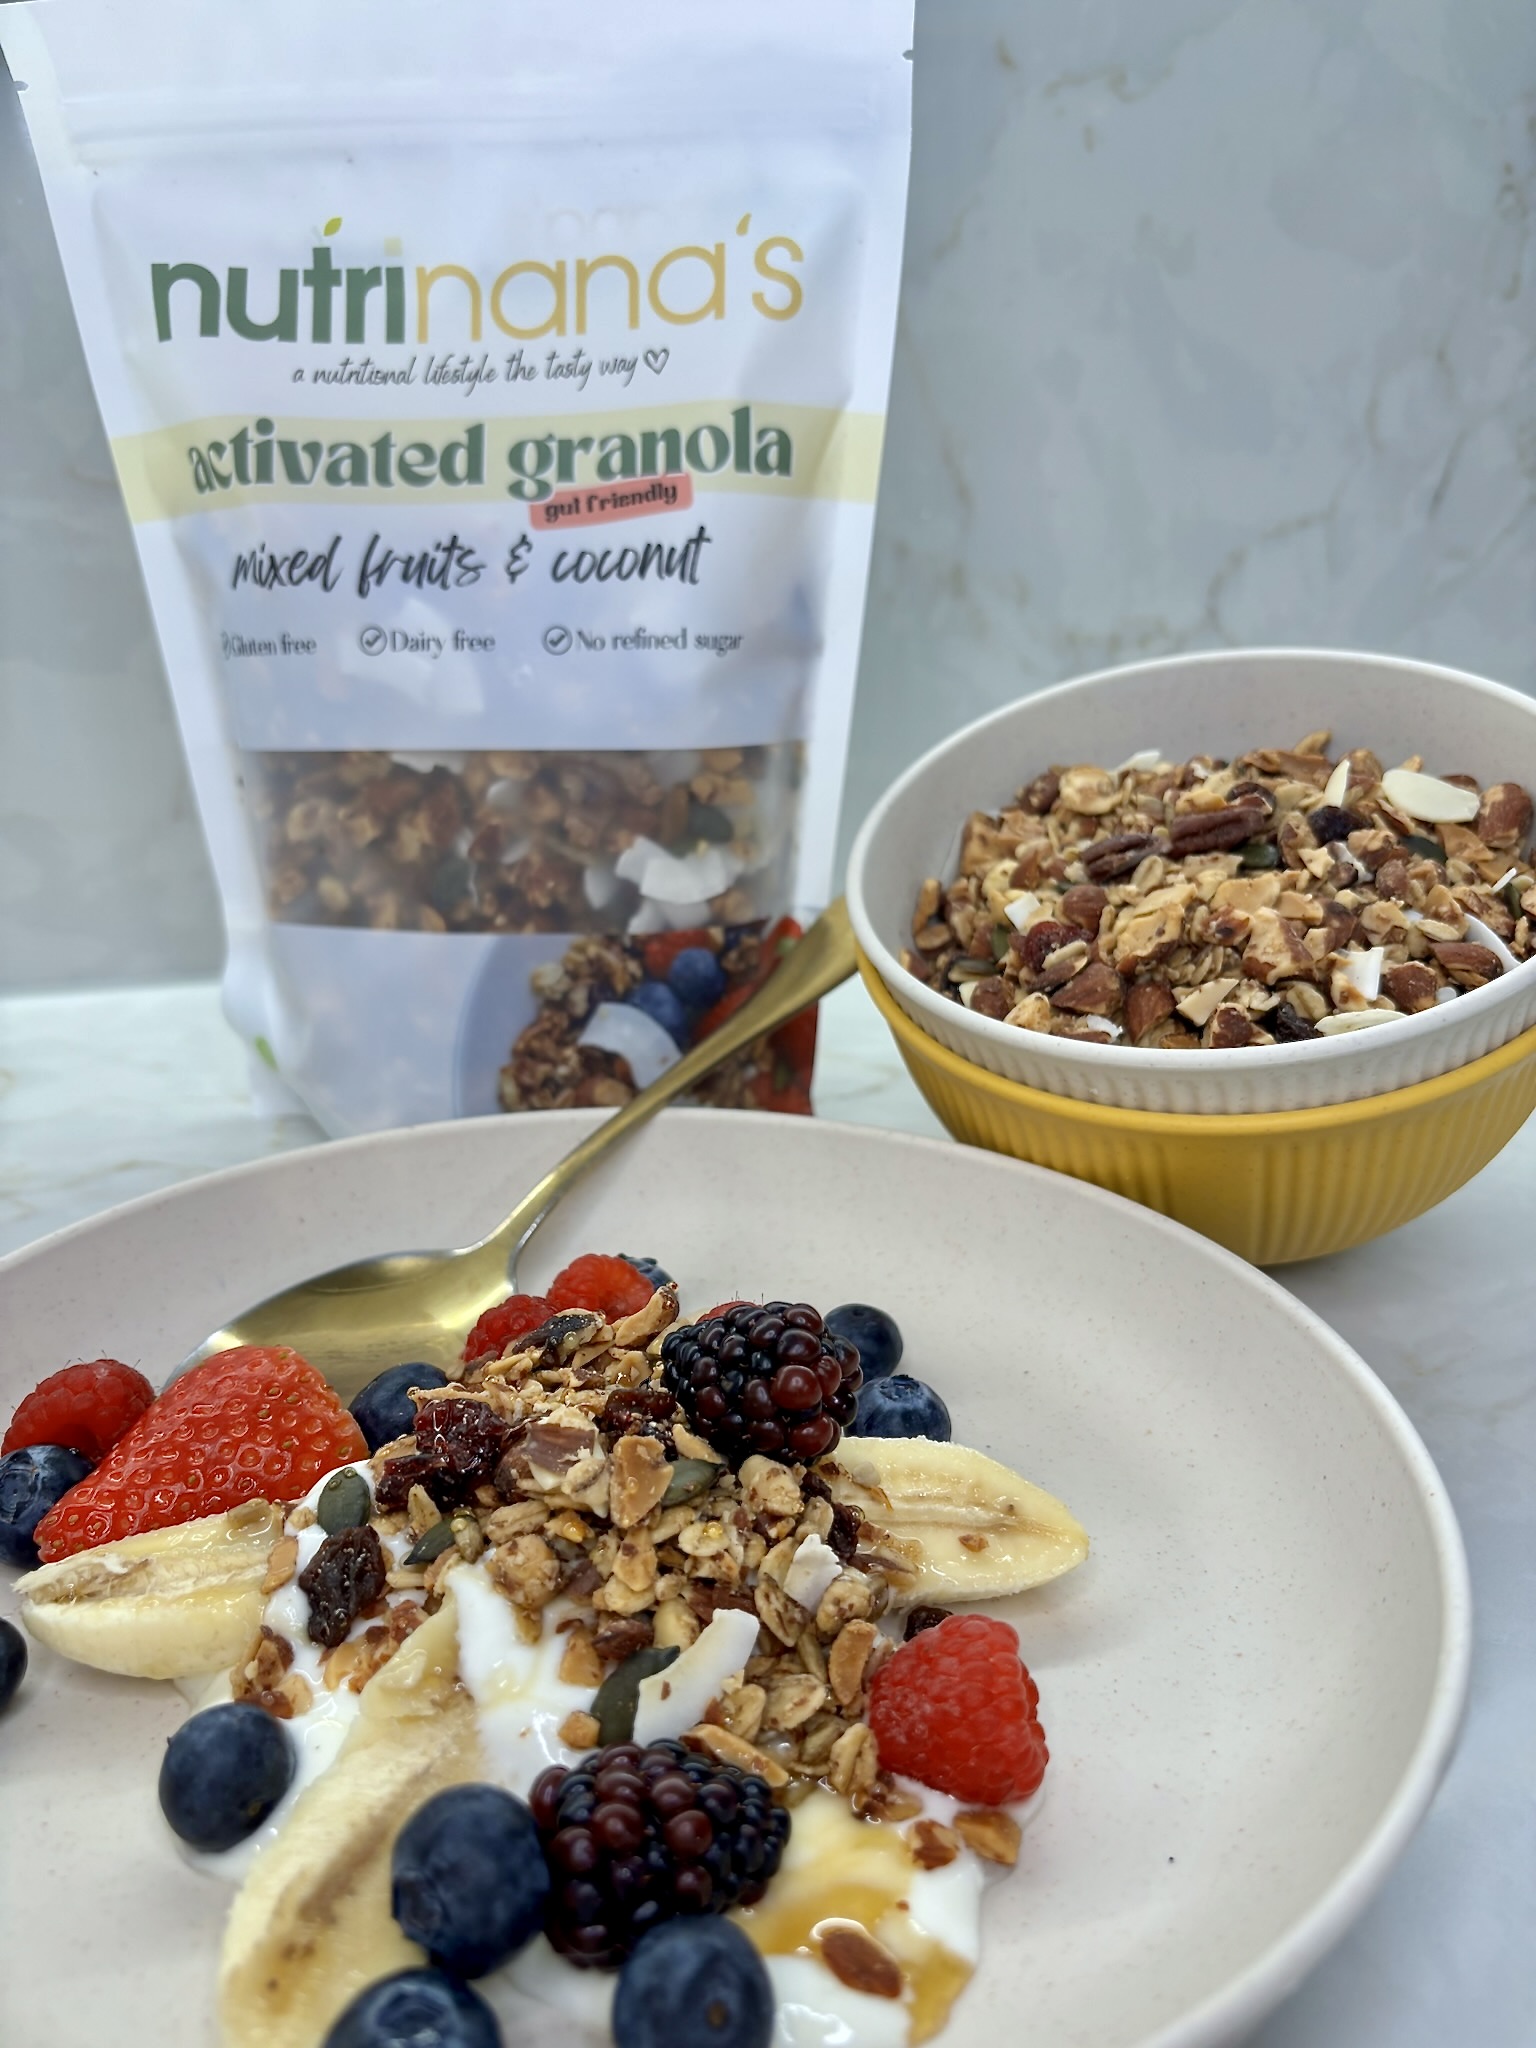 nutrinana's
a nutritional lifestyle the tasty way
activated granola
gut friendly
mixed fruits & coconut
Gluten free Dairy free No refined sugar